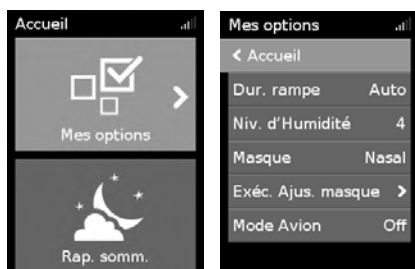 Accueil
Mes options
Rap. somm.
Mes options
< Accueil
Dur. rampe Auto
Niv. d'Humidité 4
Masque Nasal
Exéc. Ajus. masque >
Mode Avion Off